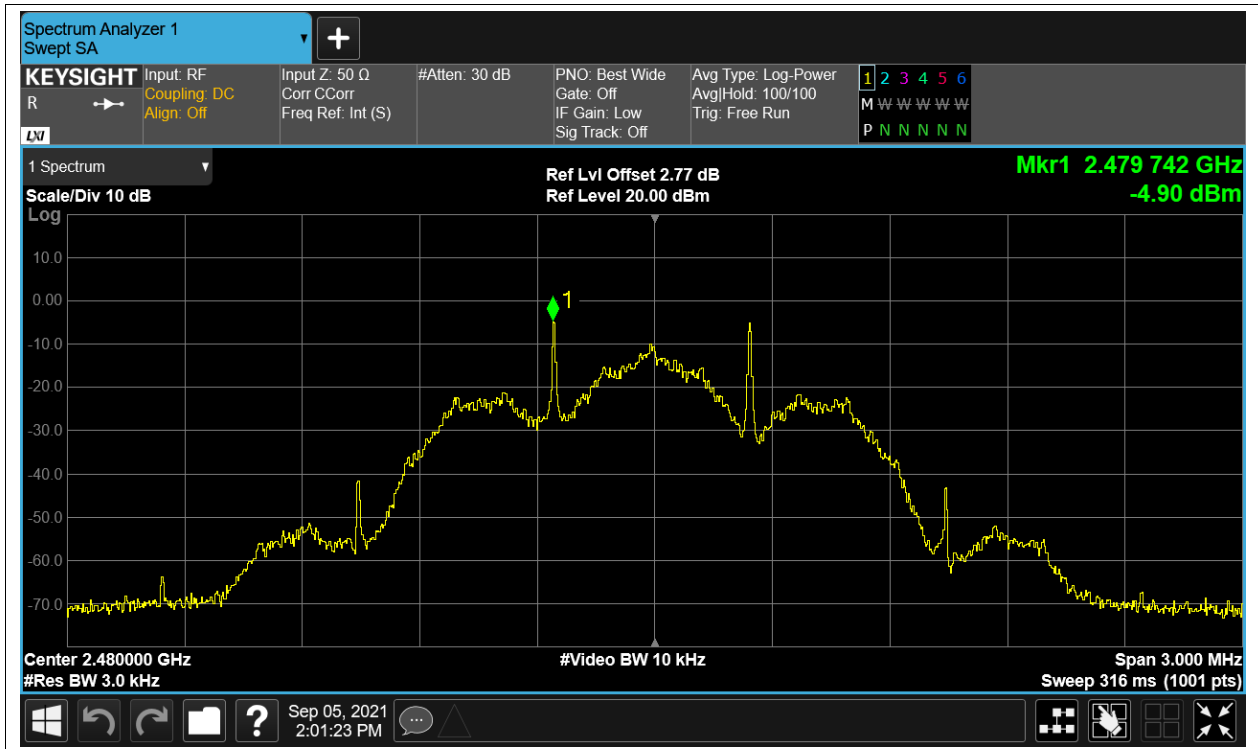 Spectrum Analyzer 1
Swept SA
KEYSIGHT
R
LXI
Input: RF
Coupling: DC
Align: Off
Input Z: 50 Ω
Corr CCorr
Freq Ref: Int (S)
#Atten: 30 dB
PNO: Best Wide
Gate: Off
IF Gain: Low
Sig Track: Off
Avg Type: Log-Power
Avg|Hold: 100/100
Trig: Free Run
1 2 3 4 5 6
M W W W W W W
P N N N N N N
1 Spectrum
Scale/Div 10 dB
Ref Lvl Offset 2.77 dB
Ref Level 20.00 dBm
Mkr1 2.479 742 GHz
-4.90 dBm
Log
10.0
0.00
-10.0
-20.0
-30.0
-40.0
-50.0
-60.0
-70.0
1
Center 2.480000 GHz
#Res BW 3.0 kHz
#Video BW 10 kHz
Span 3.000 MHz
Sweep 316 ms (1001 pts)
?
Sep 05, 2021
2:01:23 PM